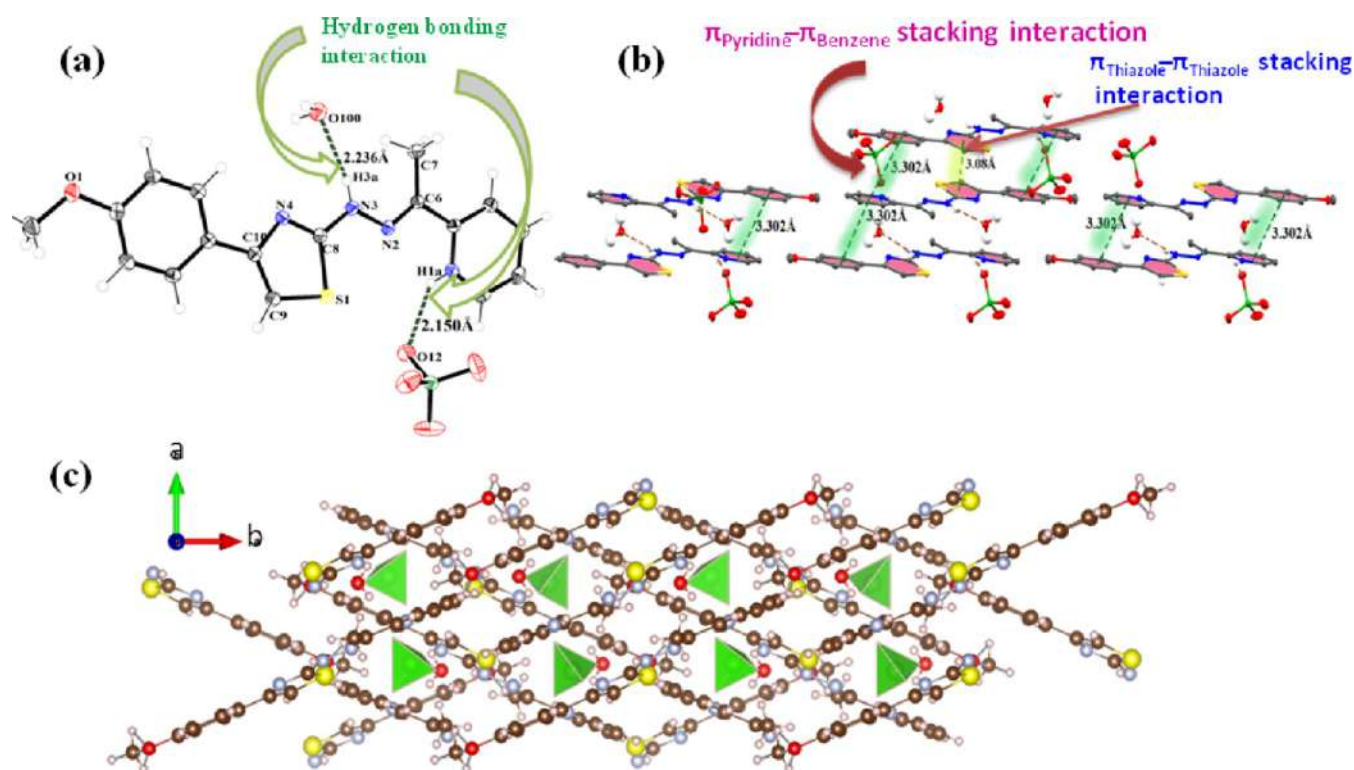 (a)
Hydrogen bonding
interaction
O100
2.236Å
H3a
C7
O1
N4
N3
C6
N2
C8
C10
H1a
S1
C9
2.150Å
O12
(b)
πPyridine–πBenzene stacking interaction
πThiazole–πThiazole stacking
interaction
3.302Å
3.08Å
3.302Å
3.302Å
3.302Å
3.302Å
(c)
a
b